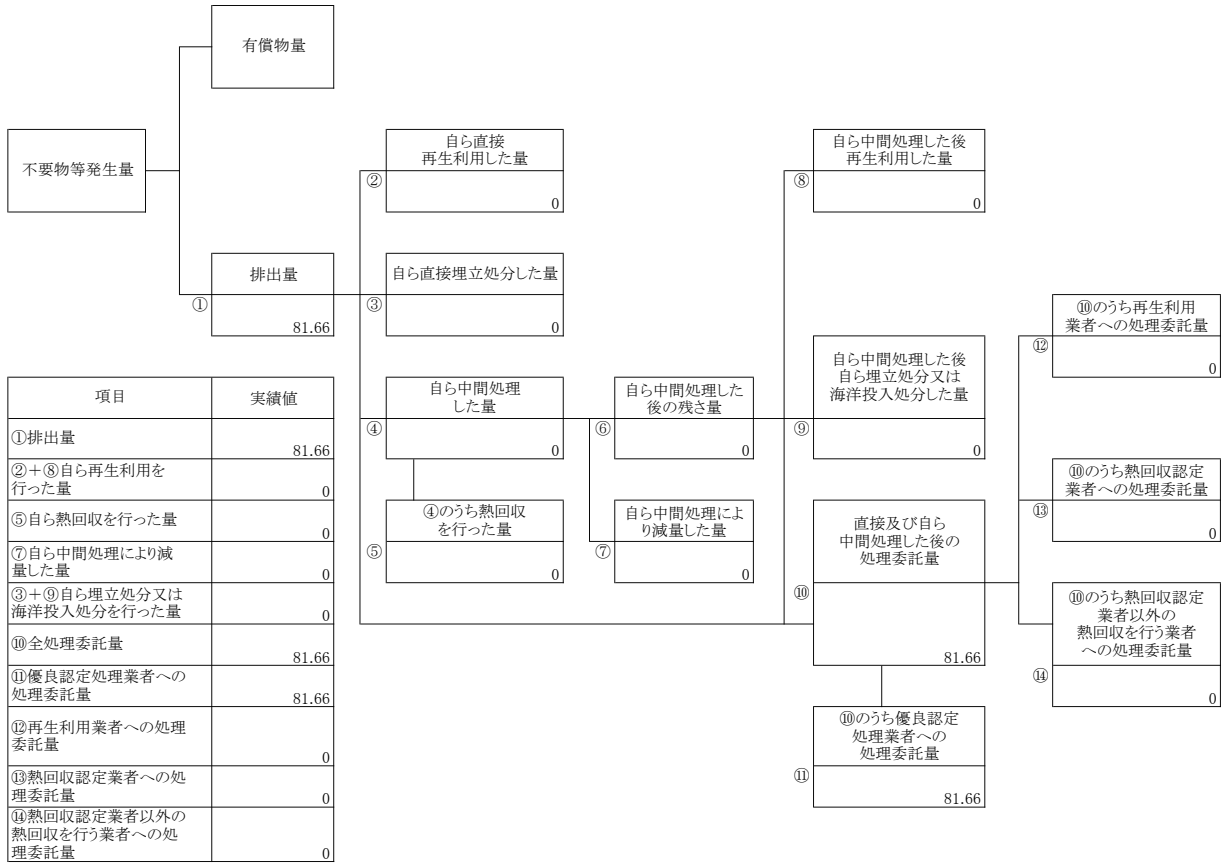 有償物量
不要物等発生量
排出量
①
81.66
自ら直接
再生利用した量
②
0
自ら直接埋立処分した量
③
0
自ら中間処理
した量
④
0
④のうち熱回収
を行った量
⑤
0
自ら中間処理した
後の残さ量
⑥
0
自ら中間処理によ
り減量した量
⑦
0
自ら中間処理した後
再生利用した量
⑧
0
自ら中間処理した後
自ら埋立処分又は
海洋投入処分した量
⑨
0
直接及び自ら
中間処理した後の
処理委託量
⑩
81.66
⑩のうち優良認定
処理業者への
処理委託量
⑪
81.66
⑩のうち再生利用
業者への処理委託量
⑫
0
⑩のうち熱回収認定
業者への処理委託量
⑬
0
⑩のうち熱回収認定
業者以外の
熱回収を行う業者
への処理委託量
⑭
0
項目 実績値
①排出量 81.66
②+⑧自ら再生利用を
行った量 0
⑤自ら熱回収を行った量 0
⑦自ら中間処理により減
量した量 0
③+⑨自ら埋立処分又は
海洋投入処分を行った量 0
⑩全処理委託量 81.66
⑪優良認定処理業者への
処理委託量 81.66
⑫再生利用業者への処理
委託量 0
⑬熱回収認定業者への処
理委託量 0
⑭熱回収認定業者以外の
熱回収を行う業者への処
理委託量 0